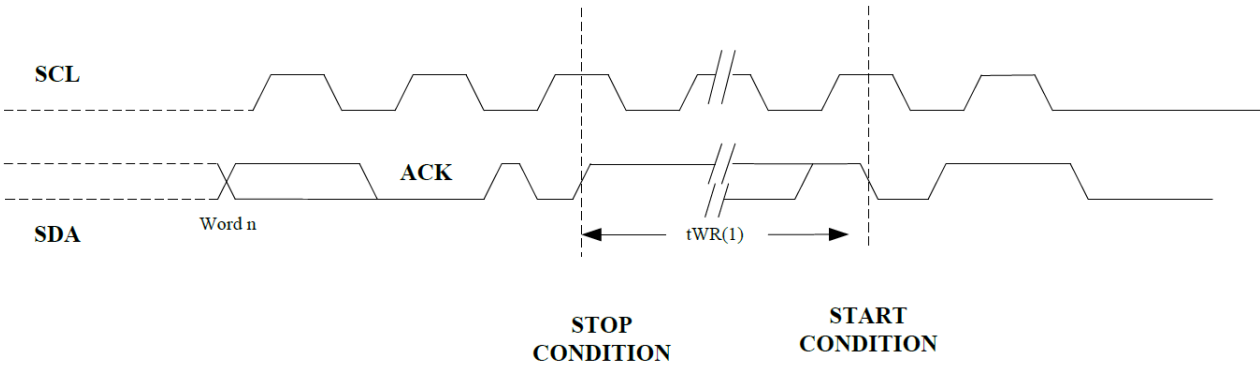 SCL
ACK
Word n
SDA
tWR(1)
STOP
CONDITION
START
CONDITION